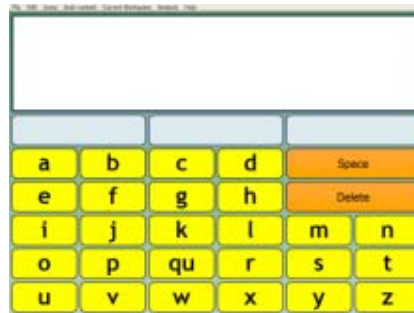 a b c d Space
e f g h Delete
i j k l m n
o p qu r s t
u v w x y z